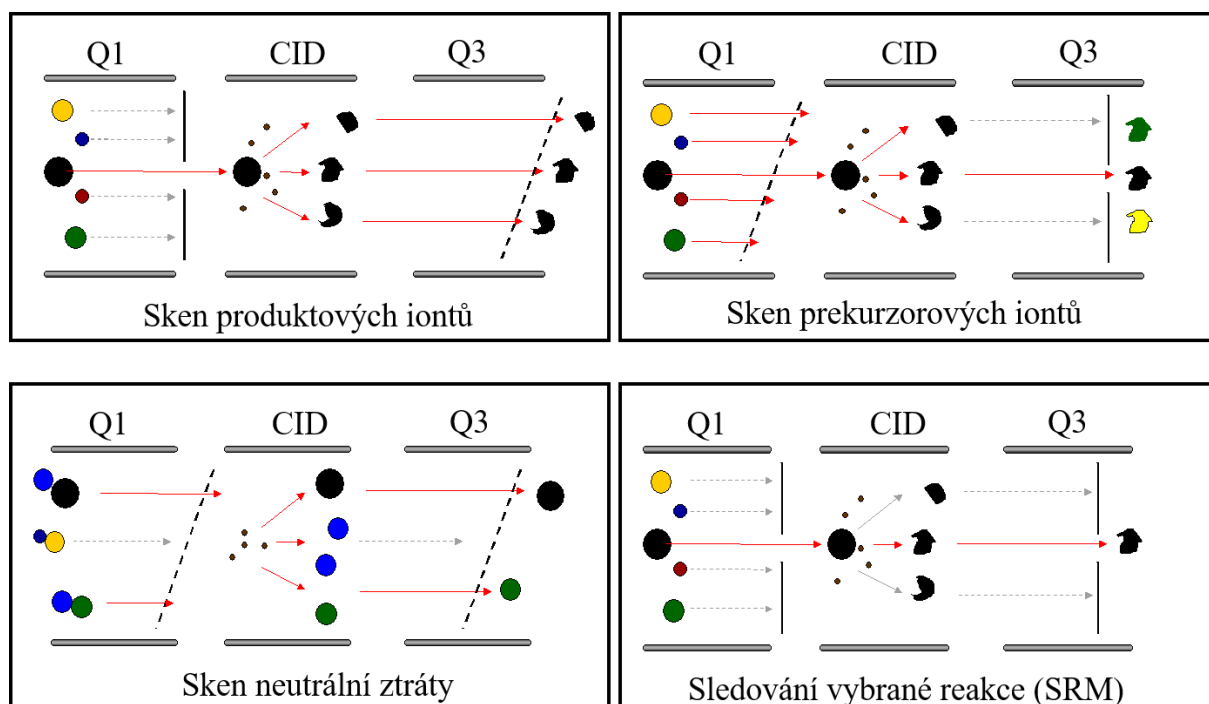 Q1 CID Q3
Sken produktových iontů
Q1 CID Q3
Sken prekurzorových iontů
Q1 CID Q3
Sken neutrální ztráty
Q1 CID Q3
Sledování vybrané reakce (SRM)